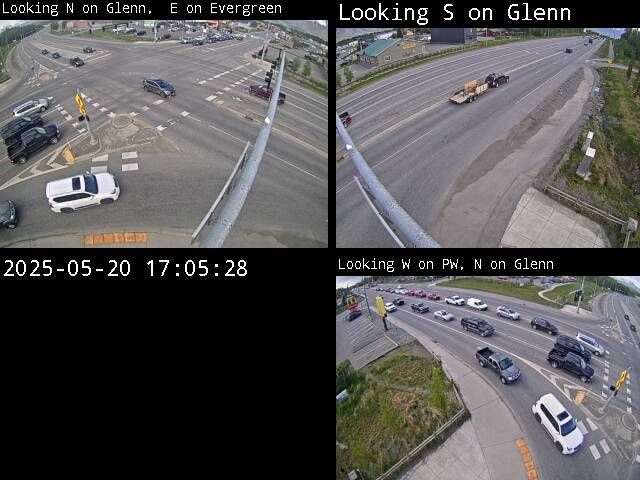 Looking N on Glenn,  E on Evergreen
Looking S on Glenn
2025-05-20 17:05:28
Looking W on PW, N on Glenn